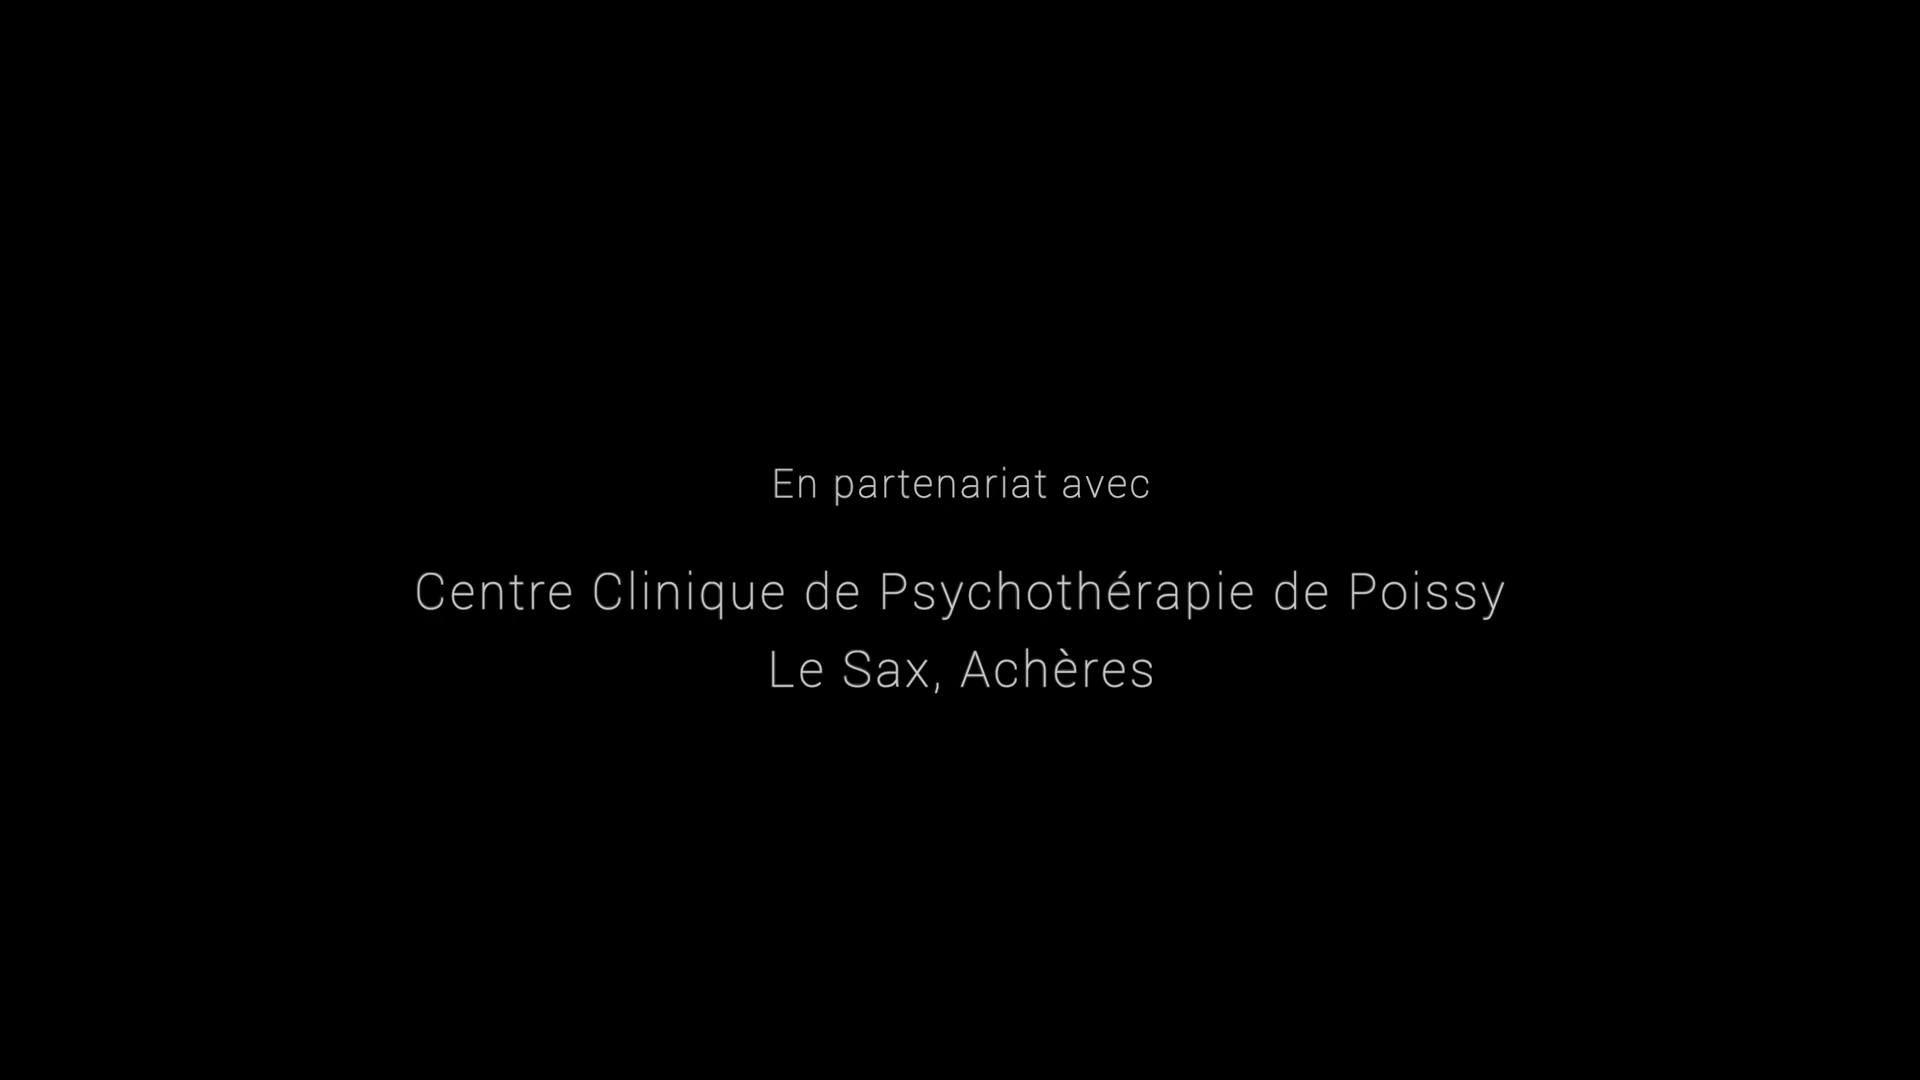 En partenariat avec
Centre Clinique de Psychothérapie de Poissy
Le Sax, Achères